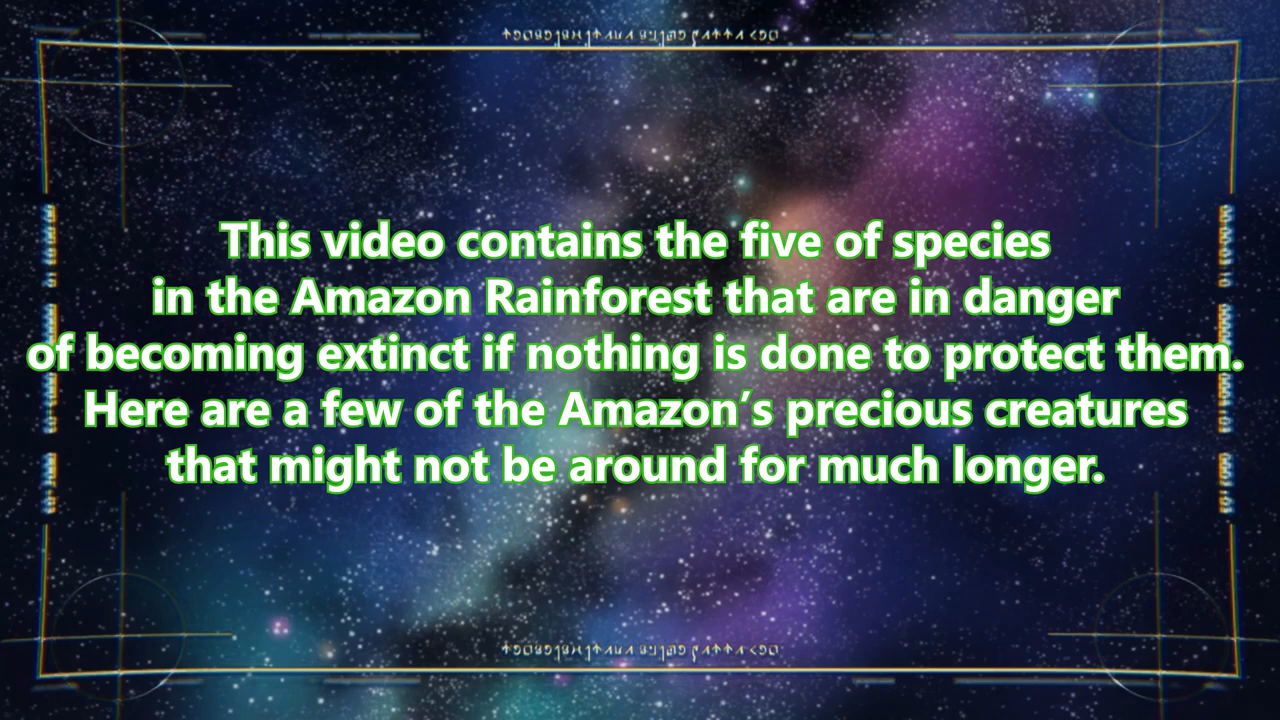 This video contains the five of species
in the Amazon Rainforest that are in danger
of becoming extinct if nothing is done to protect them.
Here are a few of the Amazon’s precious creatures
that might not be around for much longer.